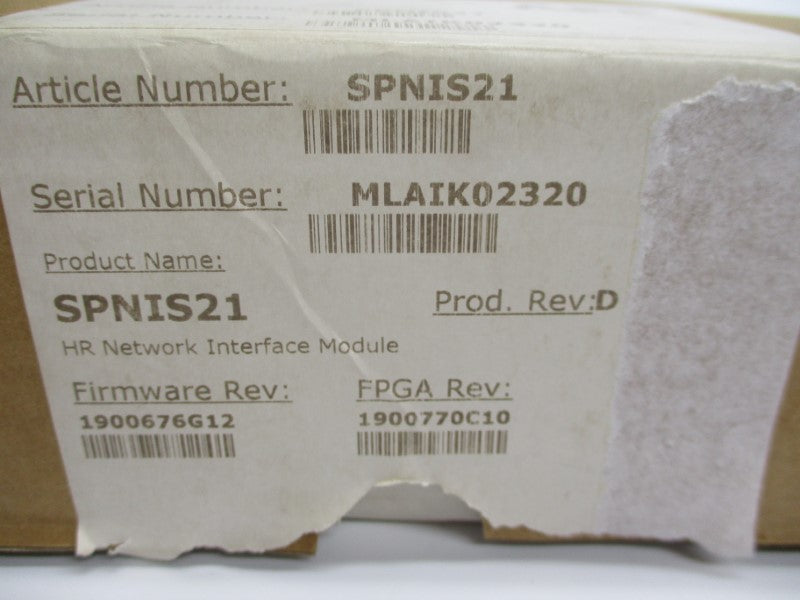 Article Number: SPNIS21
Serial Number: MLAIK02320
Product Name:
SPNIS21 Prod. Rev:D
HR Network Interface Module
Firmware Rev: FPGA Rev:
1900676G12 1900770C10